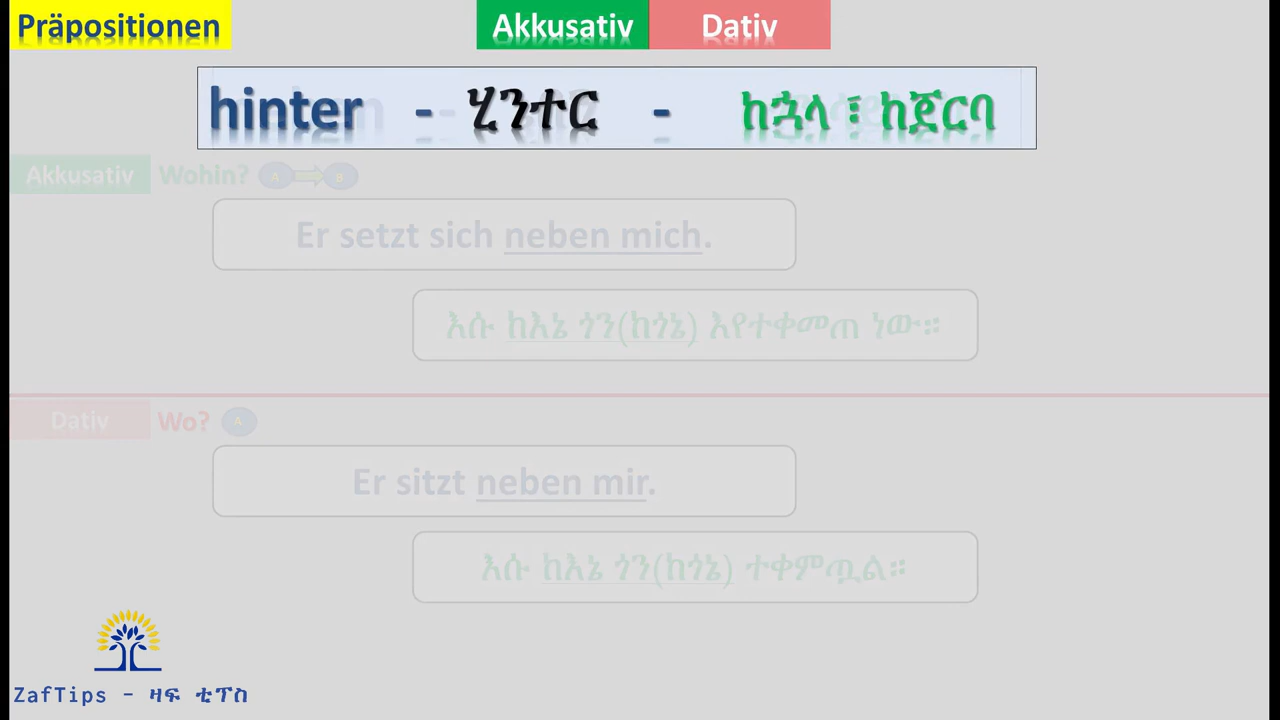 Präpositionen Akkusativ Dativ
hinter - ሂንተር - ከኋላ ፣ ከጀርባ
Akkusativ Wohin? A B
Er setzt sich neben mich.
እሱ ከእኔ ጎን(ከጎኔ) እየተቀመጠ ነው።
Dativ Wo? A
Er sitzt neben mir.
እሱ ከእኔ ጎን(ከጎኔ) ተቀምጧል።
ZafTips - ዛፍ ቲፕስ